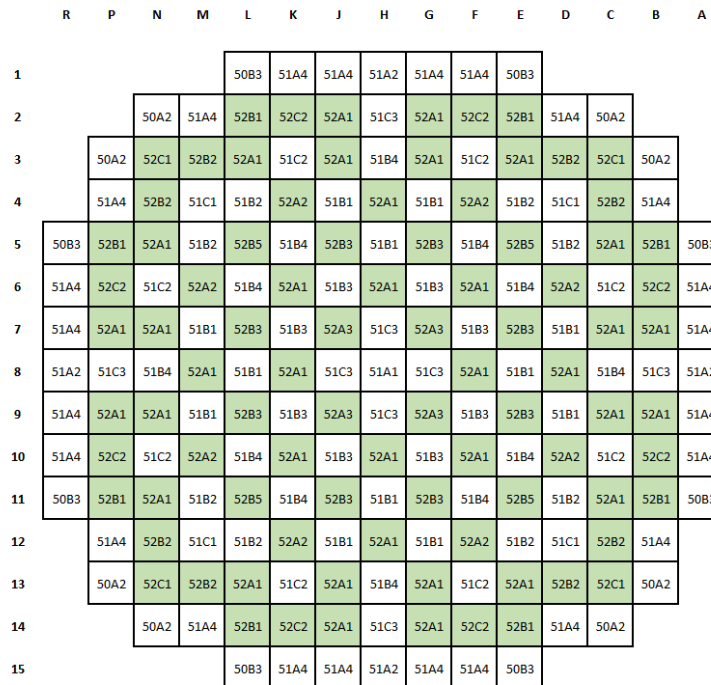 R P N M L K J H G F E D C B A
1 50B3 51A4 51A4 51A2 51A4 51A4 50B3
2 50A2 51A4 52B1 52C2 52A1 51C3 52A1 52C2 52B1 51A4 50A2
3 50A2 52C1 52B2 52A1 51C2 52A1 51B4 52A1 51C2 52A1 52B2 52C1 50A2
4 51A4 52B2 51C1 51B2 52A2 51B1 52A1 51B1 52A2 51B2 51C1 52B2 51A4
5 50B3 52B1 52A1 51B2 52B5 51B4 52B3 51B1 52B3 51B4 52B5 51B2 52A1 52B1 50B
6 51A4 52C2 51C2 52A2 51B4 52A1 51B3 52A1 51B3 52A1 51B4 52A2 51C2 52C2 51A4
7 51A4 52A1 52A1 51B1 52B3 51B3 52A3 51C3 52A3 51B3 52B3 51B1 52A1 52A1 51A4
8 51A2 51C3 51B4 52A1 51B1 52A1 51C3 51A1 51C3 52A1 51B1 52A1 51B4 51C3 51A2
9 51A4 52A1 52A1 51B1 52B3 51B3 52A3 51C3 52A3 51B3 52B3 51B1 52A1 52A1 51A4
10 51A4 52C2 51C2 52A2 51B4 52A1 51B3 52A1 51B3 52A1 51B4 52A2 51C2 52C2 51A4
11 50B3 52B1 52A1 51B2 52B5 51B4 52B3 51B1 52B3 51B4 52B5 51B2 52A1 52B1 50B
12 51A4 52B2 51C1 51B2 52A2 51B1 52A1 51B1 52A2 51B2 51C1 52B2 51A4
13 50A2 52C1 52B2 52A1 51C2 52A1 51B4 52A1 51C2 52A1 52B2 52C1 50A2
14 50A2 51A4 52B1 52C2 52A1 51C3 52A1 52C2 52B1 51A4 50A2
15 50B3 51A4 51A4 51A2 51A4 51A4 50B3